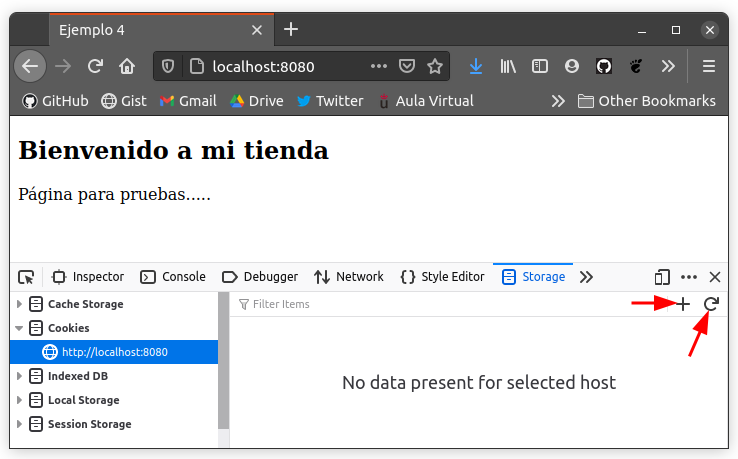 Ejemplo 4
localhost:8080
GitHub Gist Gmail Drive Twitter Aula Virtual Other Bookmarks
Bienvenido a mi tienda
Página para pruebas.....
Inspector Console Debugger Network Style Editor Storage
Cache Storage
Filter Items
Cookies
http://localhost:8080
Indexed DB
Local Storage
Session Storage
No data present for selected host